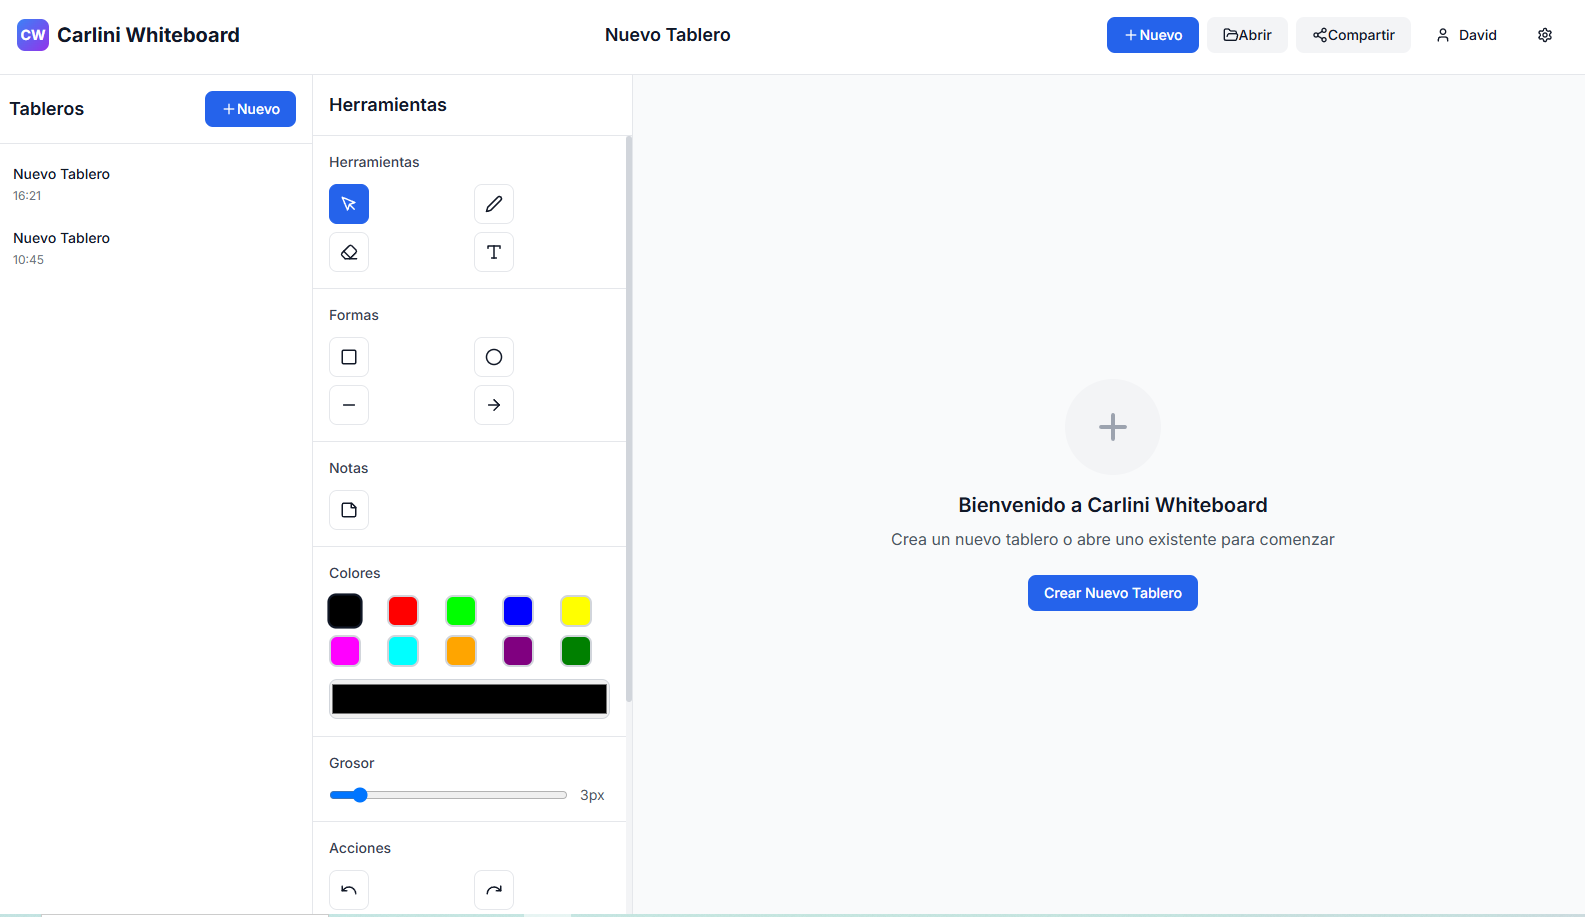 CW Carlini Whiteboard
Nuevo Tablero
Nuevo
Abrir
Compartir
David
Tableros
Nuevo
Nuevo Tablero
16:21
Nuevo Tablero
10:45
Herramientas
Herramientas
Formas
Notas
Colores
Grosor
3px
Acciones
Bienvenido a Carlini Whiteboard
Crea un nuevo tablero o abre uno existente para comenzar
Crear Nuevo Tablero